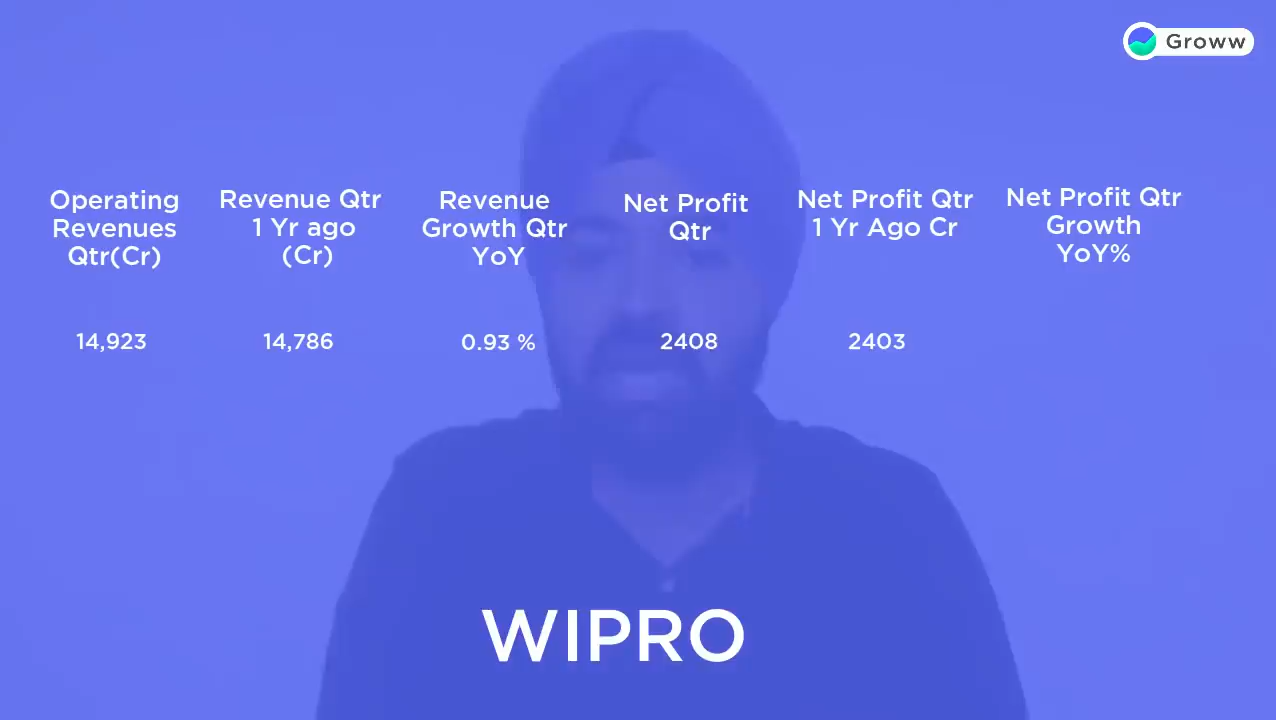 Groww
Operating
Revenues
Qtr(Cr)
Revenue Qtr
1 Yr ago
(Cr)
Revenue
Growth Qtr
YoY
Net Profit
Qtr
Net Profit Qtr
1 Yr Ago Cr
Net Profit Qtr
Growth
YoY%
14,923
14,786
0.93 %
2408
2403
WIPRO